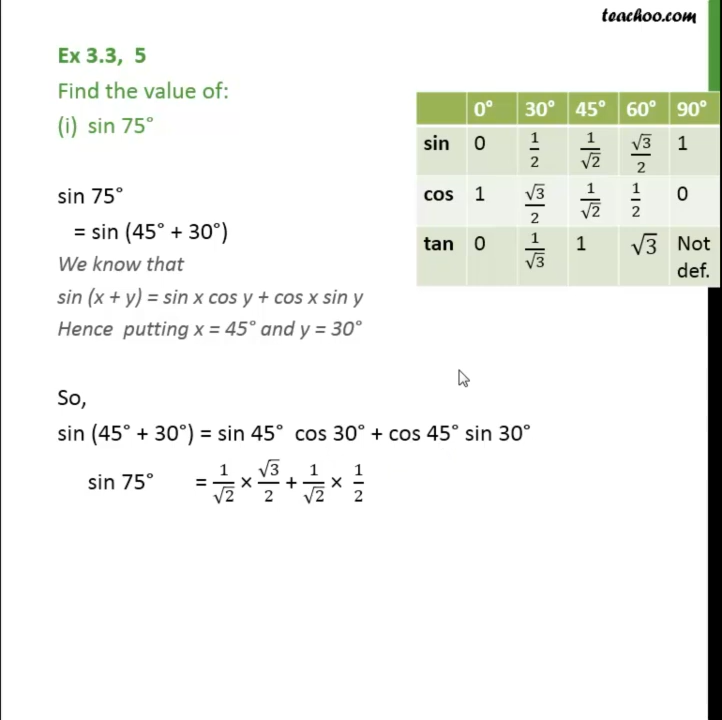 teachoo.com
Ex 3.3, 5
Find the value of:
(i) sin 75°
0° 30° 45° 60° 90°
sin 0 1/2 1/√2 √3/2 1
cos 1 √3/2 1/√2 1/2 0
tan 0 1/√3 1 √3 Not def.
sin 75°
= sin (45° + 30°)
We know that
sin (x + y) = sin x cos y + cos x sin y
Hence putting x = 45° and y = 30°
So,
sin (45° + 30°) = sin 45° cos 30° + cos 45° sin 30°
sin 75° = 1/√2 × √3/2 + 1/√2 × 1/2